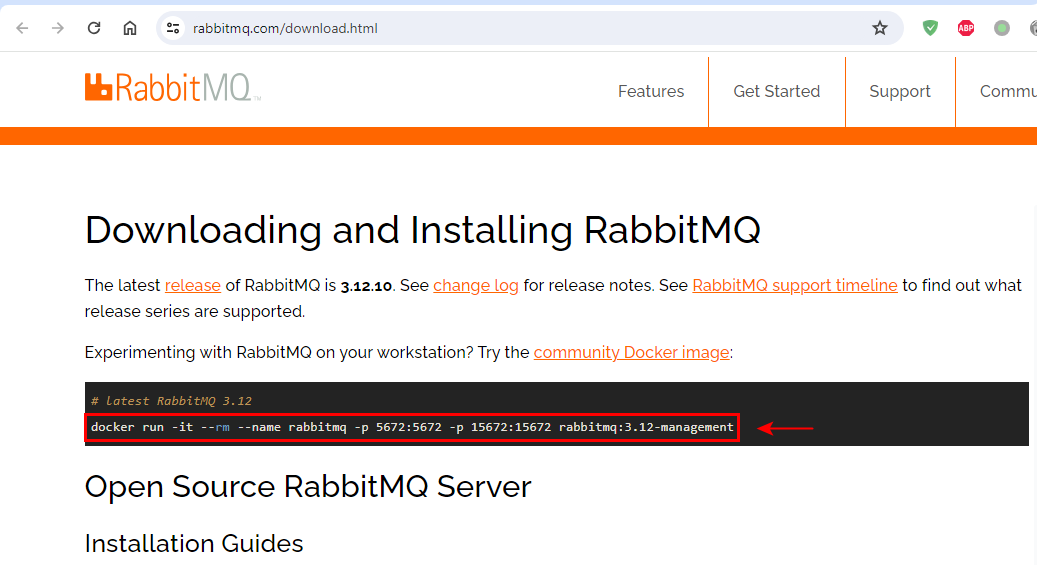 rabbitmq.com/download.html
ABP
RabbitMQ™
Features
Get Started
Support
Commu
Downloading and Installing RabbitMQ
The latest release of RabbitMQ is 3.12.10. See change log for release notes. See RabbitMQ support timeline to find out what
release series are supported.
Experimenting with RabbitMQ on your workstation? Try the community Docker image:
# latest RabbitMQ 3.12
docker run -it --rm --name rabbitmq -p 5672:5672 -p 15672:15672 rabbitmq:3.12-management
Open Source RabbitMQ Server
Installation Guides